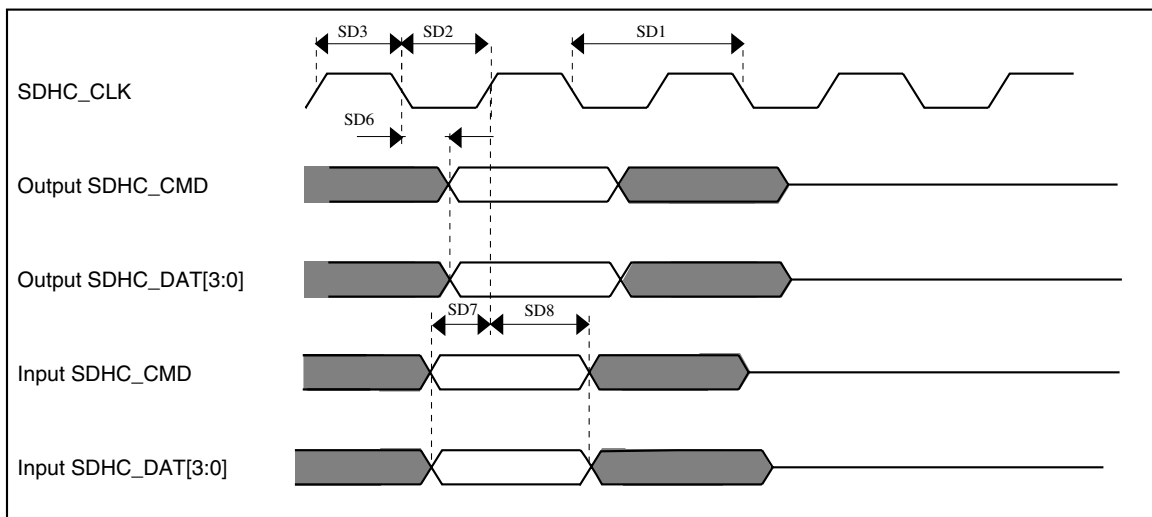 SD3 SD2 SD1
SDHC_CLK
SD6
Output SDHC_CMD
Output SDHC_DAT[3:0]
SD7 SD8
Input SDHC_CMD
Input SDHC_DAT[3:0]